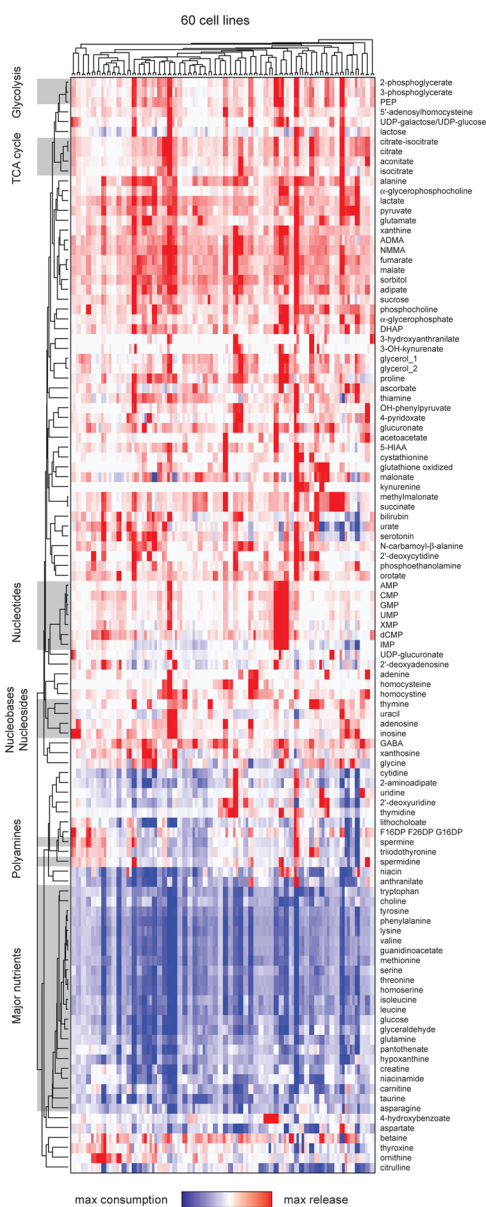 60 cell lines
Glycolysis
TCA cycle
Nucleotides
Nucleobases
Nucleosides
Polyamines
Major nutrients
2-phosphoglycerate
3-phosphoglycerate
PEP
5'-adenosylhomocysteine
UDP-galactose/UDP-glucose
lactose
citrate-isocitrate
citrate
aconitate
isocitrate
alanine
α-glycerophosphocholine
lactate
pyruvate
glutamate
xanthine
ADMA
NMMA
fumarate
malate
sorbitol
adipate
sucrose
phosphocholine
α-glycerophosphate
DHAP
3-hydroxyanthranilate
3-OH-kynurenate
glycerol_1
glycerol_2
proline
ascorbate
thiamine
OH-phenylpyruvate
4-pyridoxate
glucuronate
acetoacetate
5-HIAA
cystathionine
glutathione oxidized
malonate
kynurenine
methylmalonate
succinate
bilirubin
urate
serotonin
N-carbamoyl-β-alanine
2'-deoxycytidine
phosphoethanolamine
orotate
AMP
CMP
GMP
UMP
XMP
dCMP
IMP
UDP-glucuronate
2'-deoxyadenosine
adenine
homocysteine
homocystine
thymine
uracil
adenosine
inosine
GABA
xanthosine
glycine
cytidine
2-aminoadipate
uridine
2'-deoxyuridine
thymidine
lithocholoate
F16DP F26DP G16DP
spermine
triiodothyronine
spermidine
niacin
anthranilate
tryptophan
choline
tyrosine
phenylalanine
lysine
valine
guanidinoacetate
methionine
serine
threonine
homoserine
isoleucine
leucine
glucose
glyceraldehyde
glutamine
pantothenate
hypoxanthine
creatine
niacinamide
carnitine
taurine
asparagine
4-hydroxybenzoate
aspartate
betaine
thyroxine
ornithine
citrulline
max consumption
max release